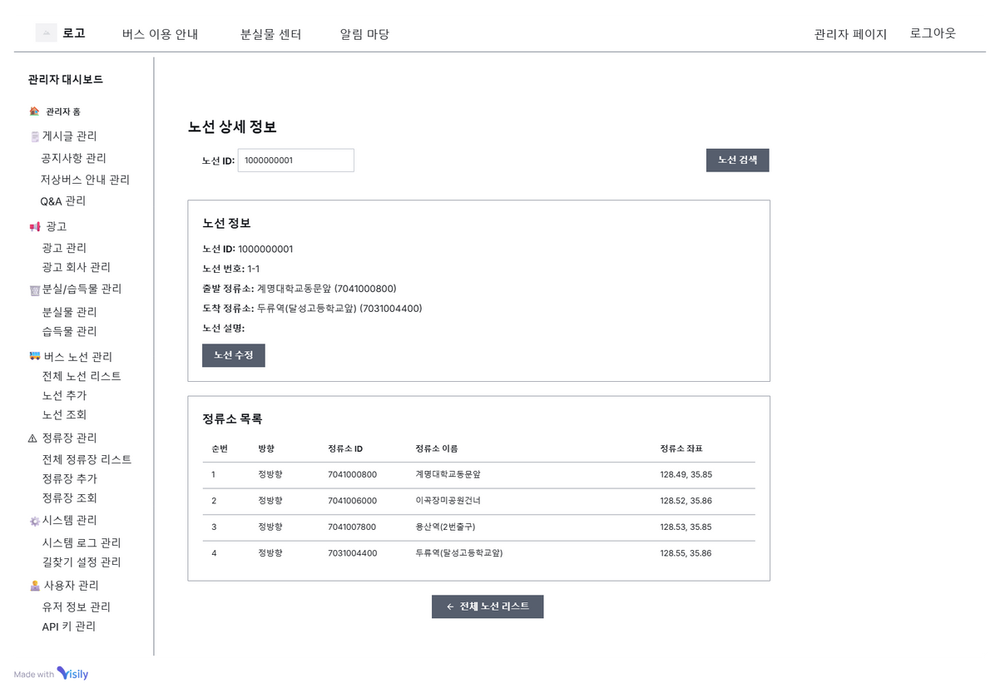 로고 버스 이용 안내 분실물 센터 알림 마당 관리자 페이지 로그아웃
관리자 대시보드
관리자 홈
게시글 관리
공지사항 관리
저상버스 안내 관리
Q&A 관리
광고
광고 관리
광고 회사 관리
분실/습득물 관리
분실물 관리
습득물 관리
버스 노선 관리
전체 노선 리스트
노선 추가
노선 조회
정류장 관리
전체 정류장 리스트
정류장 추가
정류장 조회
시스템 관리
시스템 로그 관리
길찾기 설정 관리
사용자 관리
유저 정보 관리
API 키 관리
노선 상세 정보
노선 ID: 1000000001 노선 검색
노선 정보
노선 ID: 1000000001
노선 번호: 1-1
출발 정류소: 계명대학교동문앞 (7041000800)
도착 정류소: 두류역(달성고등학교앞) (7031004400)
노선 설명:
노선 수정
정류소 목록
순번 방향 정류소 ID 정류소 이름 정류소 좌표
1 정방향 7041000800 계명대학교동문앞 128.49, 35.85
2 정방향 7041006000 이곡장미공원건너 128.52, 35.86
3 정방향 7041007800 용산역(2번출구) 128.53, 35.85
4 정방향 7031004400 두류역(달성고등학교앞) 128.55, 35.86
← 전체 노선 리스트
Made with Visily